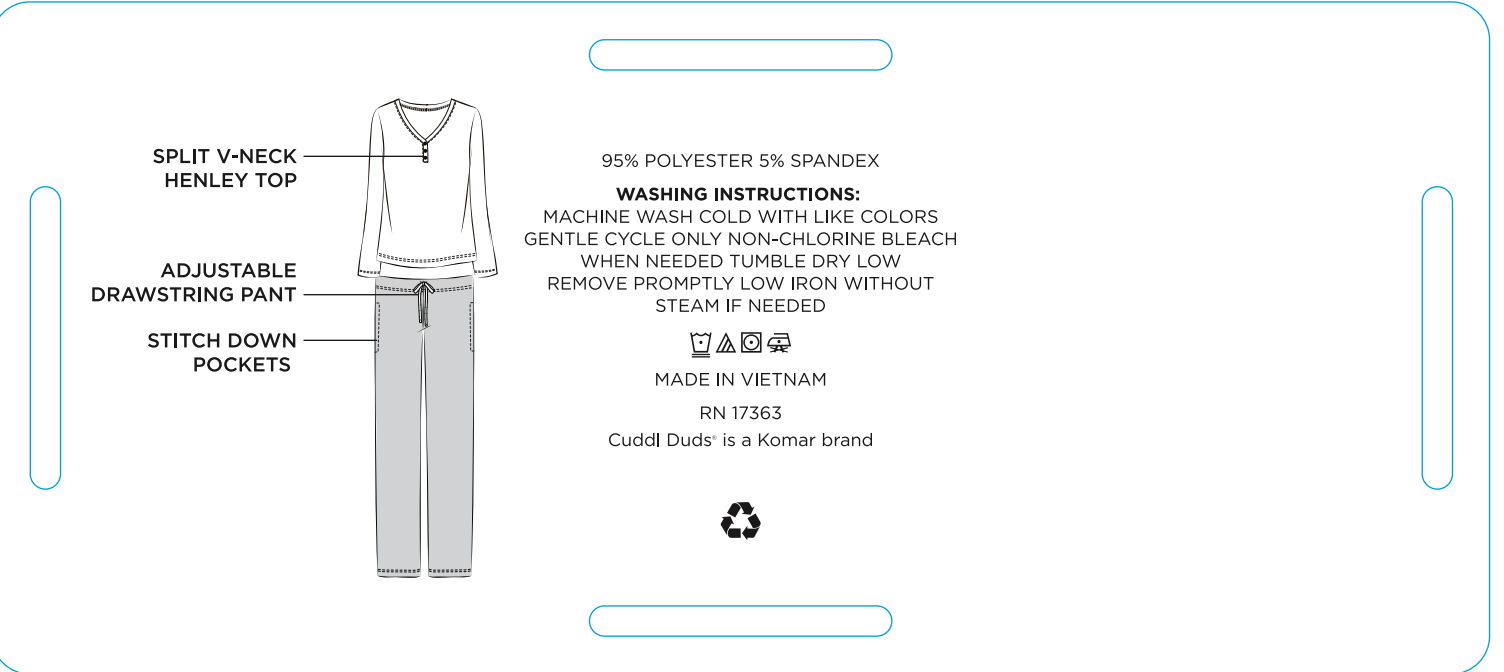 SPLIT V-NECK
HENLEY TOP
ADJUSTABLE
DRAWSTRING PANT
STITCH DOWN
POCKETS
95% POLYESTER 5% SPANDEX
WASHING INSTRUCTIONS:
MACHINE WASH COLD WITH LIKE COLORS
GENTLE CYCLE ONLY NON-CHLORINE BLEACH
WHEN NEEDED TUMBLE DRY LOW
REMOVE PROMPTLY LOW IRON WITHOUT
STEAM IF NEEDED
MADE IN VIETNAM
RN 17363
Cuddl Duds® is a Komar brand